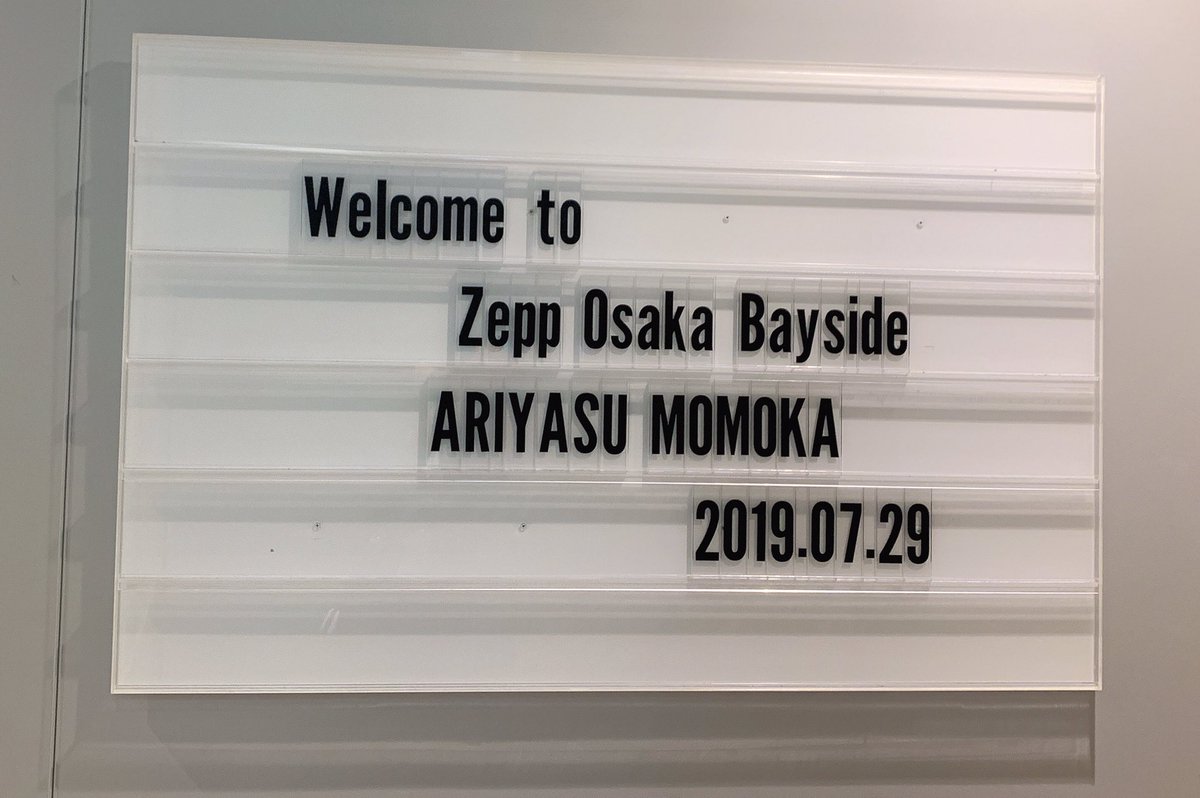 Welcome to
Zepp Osaka Bayside
ARIYASU MOMOKA
2019.07.29